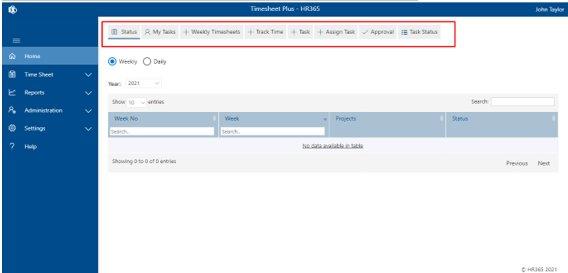 Timesheet Plus - HR365
John Taylor
Status My Tasks + Weekly Timesheets + Track Time + Task + Assign Task Approval Task Status
Home
Weekly Daily
Time Sheet
Year: 2021
Reports
Show 10 entries Search:
Administration
Week No Week Projects Status
Settings
Search.. Search..
Help
No data available in table
Showing 0 to 0 of 0 entries
Previous Next
© HR365 2021